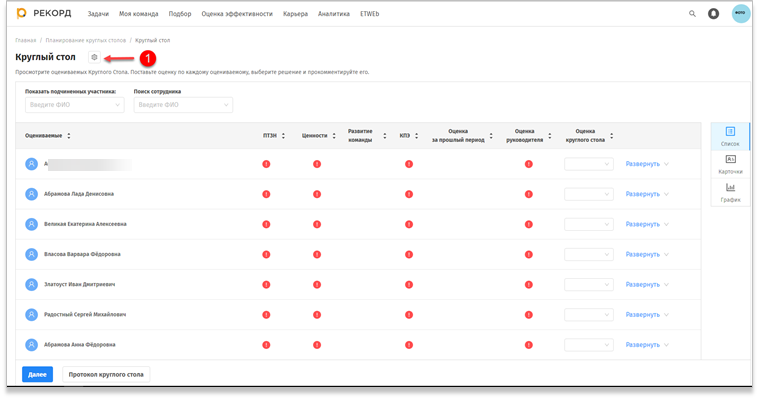 РЕКОРД Задачи Моя команда Подбор Оценка эффективности Карьера Аналитика ETWEb ФОТО
Главная / Планирование круглых столов / Круглый стол
Круглый стол 1
Просмотрите оцениваемых Круглого Стола. Поставьте оценку по каждому оцениваемому, выберите решение и прокомментируйте его.
Показать подчиненных участника: Поиск сотрудника
Введите ФИО Введите ФИО
Оцениваемые ПТЗН Ценности Развитие команды КПЭ Оценка за прошлый период Оценка руководителя Оценка круглого стола
Список
А Развернуть
Карточки
Абрамова Лада Денисовна Развернуть
График
Великая Екатерина Алексеевна Развернуть
Власова Варвара Фёдоровна Развернуть
Златоуст Иван Дмитриевич Развернуть
Радостный Сергей Михайлович Развернуть
Абрамова Анна Фёдоровна Развернуть
Далее Протокол круглого стола